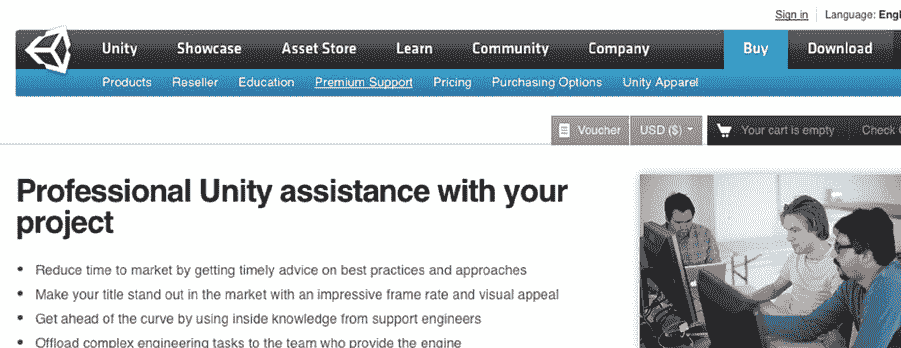 Sign in Language: Engl
Unity Showcase Asset Store Learn Community Company Buy Download
Products Reseller Education Premium Support Pricing Purchasing Options Unity Apparel
Voucher USD ($) Your cart is empty Check
Professional Unity assistance with your
project
• Reduce time to market by getting timely advice on best practices and approaches
• Make your title stand out in the market with an impressive frame rate and visual appeal
• Get ahead of the curve by using inside knowledge from support engineers
• Offload complex engineering tasks to the team who provide the engine